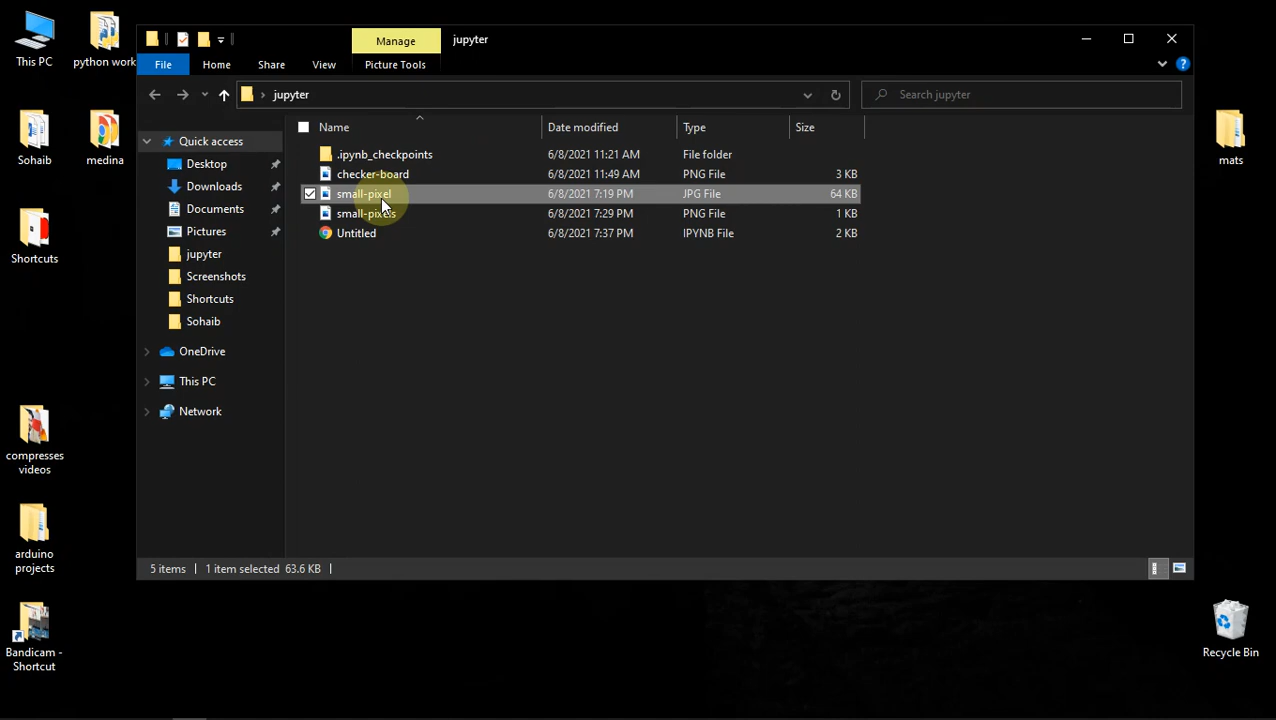 This PC
python work
Sohaib
medina
Shortcuts
compresses
videos
arduino
projects
Bandicam -
Shortcut
mats
Recycle Bin
Manage
jupyter
File
Home
Share
View
Picture Tools
jupyter
Search jupyter
Quick access
Desktop
Downloads
Documents
Pictures
jupyter
Screenshots
Shortcuts
Sohaib
OneDrive
This PC
Network
Name Date modified Type Size
.ipynb_checkpoints 6/8/2021 11:21 AM File folder
checker-board 6/8/2021 11:49 AM PNG File 3 KB
small-pixel 6/8/2021 7:19 PM JPG File 64 KB
small-pixels 6/8/2021 7:29 PM PNG File 1 KB
Untitled 6/8/2021 7:37 PM IPYNB File 2 KB
5 items 1 item selected 63.6 KB